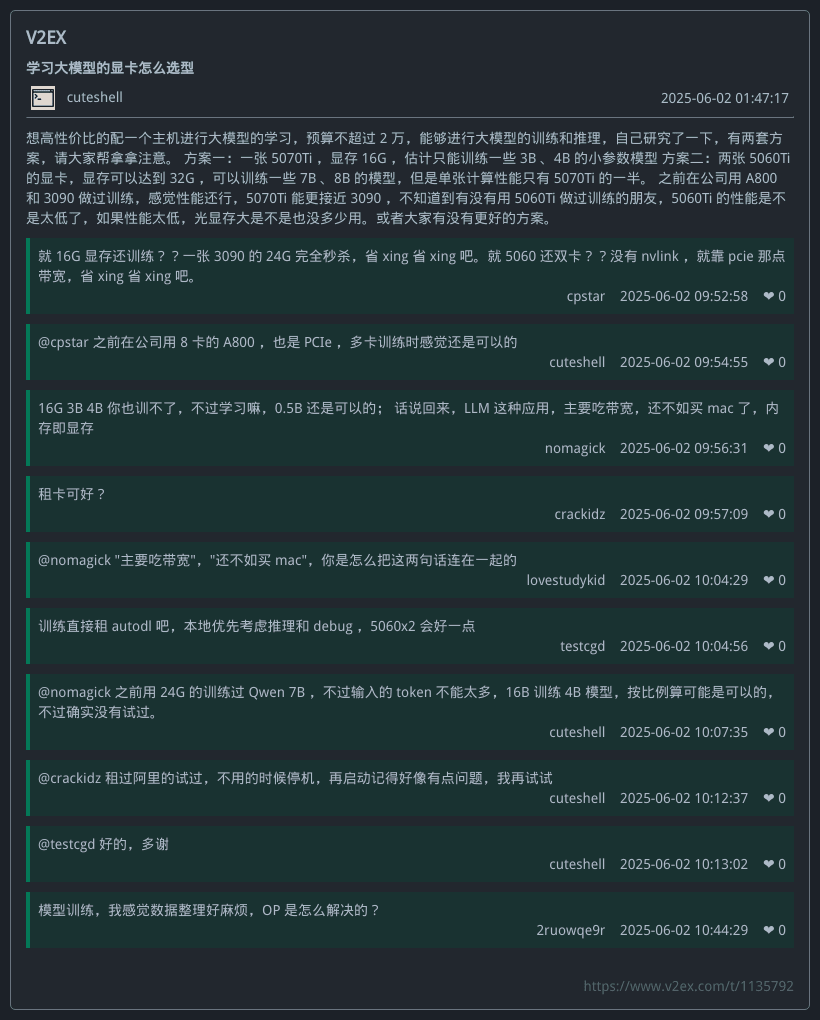 V2EX
学习大模型的显卡怎么选型
cuteshell 2025-06-02 01:47:17
想高性价比的配一个主机进行大模型的学习，预算不超过 2 万，能够进行大模型的训练和推理，自己研究了一下，有两套方
案，请大家帮拿拿注意。 方案一：一张 5070Ti ，显存 16G ，估计只能训练一些 3B 、4B 的小参数模型 方案二：两张 5060Ti
的显卡，显存可以达到 32G ，可以训练一些 7B 、8B 的模型，但是单张计算性能只有 5070Ti 的一半。 之前在公司用 A800
和 3090 做过训练，感觉性能还行，5070Ti 能更接近 3090 ，不知道到有没有用 5060Ti 做过训练的朋友，5060Ti 的性能是不
是太低了，如果性能太低，光显存大是不是也没多少用。或者大家有没有更好的方案。
就 16G 显存还训练？？一张 3090 的 24G 完全秒杀，省 xing 省 xing 吧。就 5060 还双卡？？没有 nvlink ，就靠 pcie 那点
带宽，省 xing 省 xing 吧。
cpstar 2025-06-02 09:52:58 ❤ 0
@cpstar 之前在公司用 8 卡的 A800 ，也是 PCIe ，多卡训练时感觉还是可以的
cuteshell 2025-06-02 09:54:55 ❤ 0
16G 3B 4B 你也训不了，不过学习嘛，0.5B 还是可以的； 话说回来，LLM 这种应用，主要吃带宽，还不如买 mac 了，内
存即显存
nomagick 2025-06-02 09:56:31 ❤ 0
租卡可好？
crackidz 2025-06-02 09:57:09 ❤ 0
@nomagick "主要吃带宽"，"还不如买 mac"，你是怎么把这两句话连在一起的
lovestudykid 2025-06-02 10:04:29 ❤ 0
训练直接租 autodl 吧，本地优先考虑推理和 debug ，5060x2 会好一点
testcgd 2025-06-02 10:04:56 ❤ 0
@nomagick 之前用 24G 的训练过 Qwen 7B ，不过输入的 token 不能太多，16B 训练 4B 模型，按比例算可能是可以的，
不过确实没有试过。
cuteshell 2025-06-02 10:07:35 ❤ 0
@crackidz 租过阿里的试过，不用的时候停机，再启动记得好像有点问题，我再试试
cuteshell 2025-06-02 10:12:37 ❤ 0
@testcgd 好的，多谢
cuteshell 2025-06-02 10:13:02 ❤ 0
模型训练，我感觉数据整理好麻烦，OP 是怎么解决的？
2ruowqe9r 2025-06-02 10:44:29 ❤ 0
https://www.v2ex.com/t/1135792